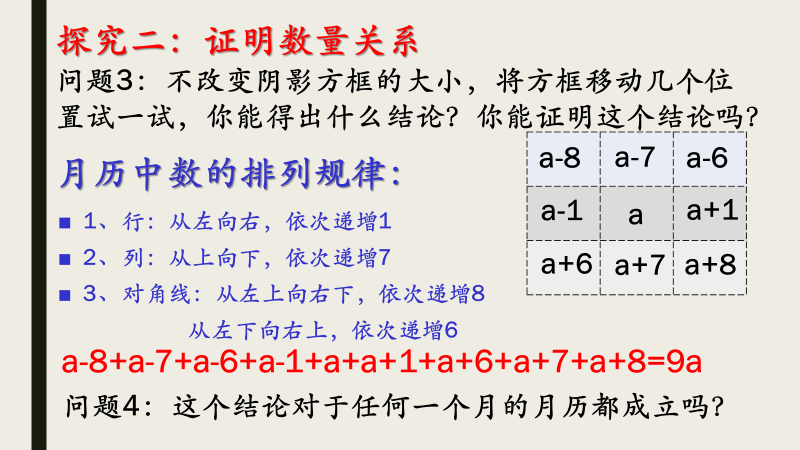 探究二：证明数量关系
问题3：不改变阴影方框的大小，将方框移动几个位
置试一试，你能得出什么结论？你能证明这个结论吗？
月历中数的排列规律：
a-8 a-7 a-6
a-1 a a+1
a+6 a+7 a+8
■ 1、行：从左向右，依次递增1
■ 2、列：从上向下，依次递增7
■ 3、对角线：从左上向右下，依次递增8
从左下向右上，依次递增6
a-8+a-7+a-6+a-1+a+a+1+a+6+a+7+a+8=9a
问题4：这个结论对于任何一个月的月历都成立吗？